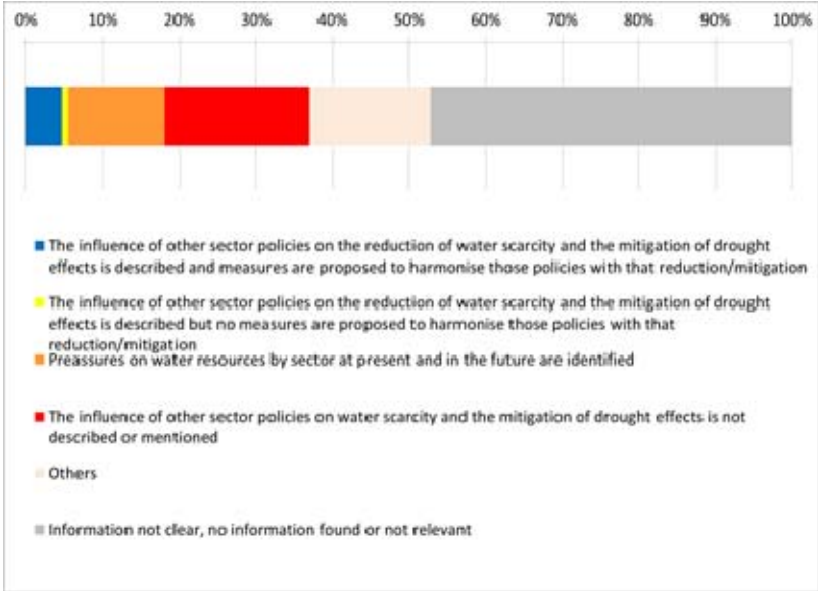 0% 10% 20% 30% 40% 50% 60% 70% 80% 90% 100%
The influence of other sector policies on the reduction of water scarcity and the mitigation of drought
effects is described and measures are proposed to harmonise those policies with that reduction/mitigation
The influence of other sector policies on the reduction of water scarcity and the mitigation of drought
effects is described but no measures are proposed to harmonise those policies with that
reduction/mitigation
Preassures on water resources by sector at present and in the future are identified
The influence of other sector policies on water scarcity and the mitigation of drought effects is not
described or mentioned
Others
Information not clear, no information found or not relevant